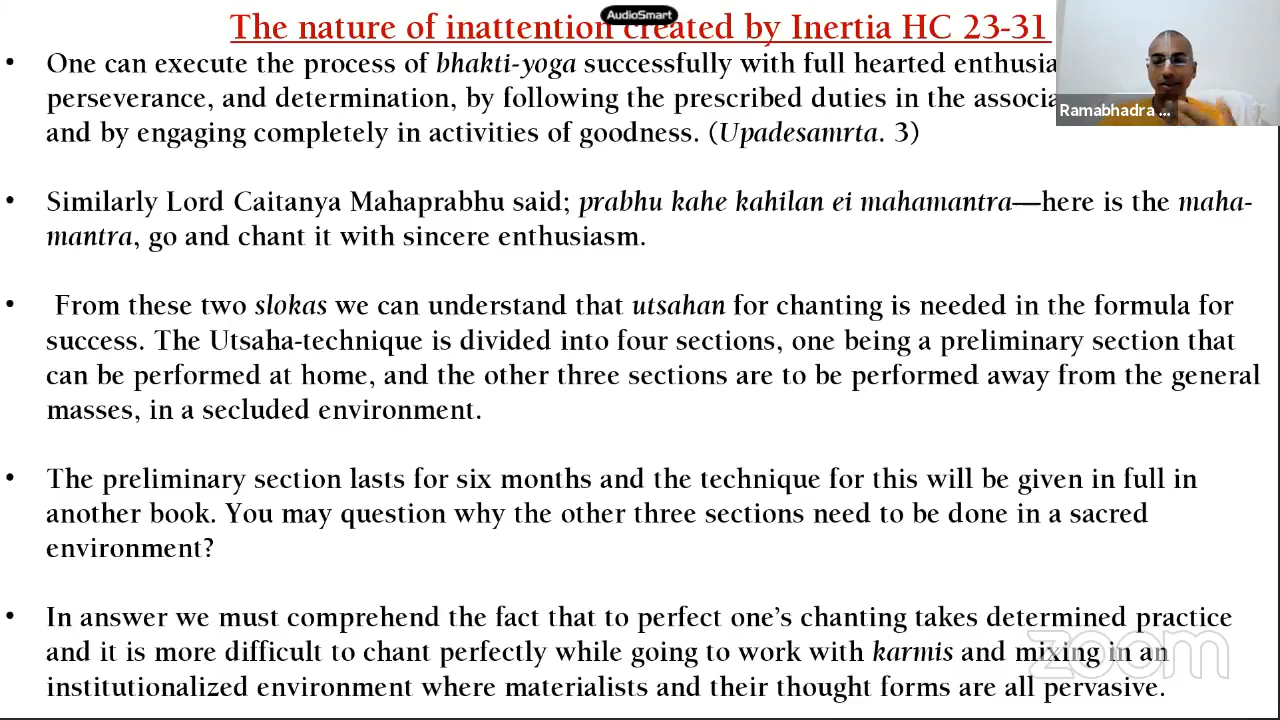 AudioSmart
The nature of inattention created by Inertia HC 23-31
• One can execute the process of bhakti-yoga successfully with full hearted enthusia
perseverance, and determination, by following the prescribed duties in the associa
and by engaging completely in activities of goodness. (Upadesamrta. 3)
Ramabhadra ...
• Similarly Lord Caitanya Mahaprabhu said; prabhu kahe kahilan ei mahamantra—here is the maha-
mantra, go and chant it with sincere enthusiasm.
• From these two slokas we can understand that utsahan for chanting is needed in the formula for
success. The Utsaha-technique is divided into four sections, one being a preliminary section that
can be performed at home, and the other three sections are to be performed away from the general
masses, in a secluded environment.
• The preliminary section lasts for six months and the technique for this will be given in full in
another book. You may question why the other three sections need to be done in a sacred
environment?
• In answer we must comprehend the fact that to perfect one’s chanting takes determined practice
and it is more difficult to chant perfectly while going to work with karmis and mixing in an
institutionalized environment where materialists and their thought forms are all pervasive.
zoom